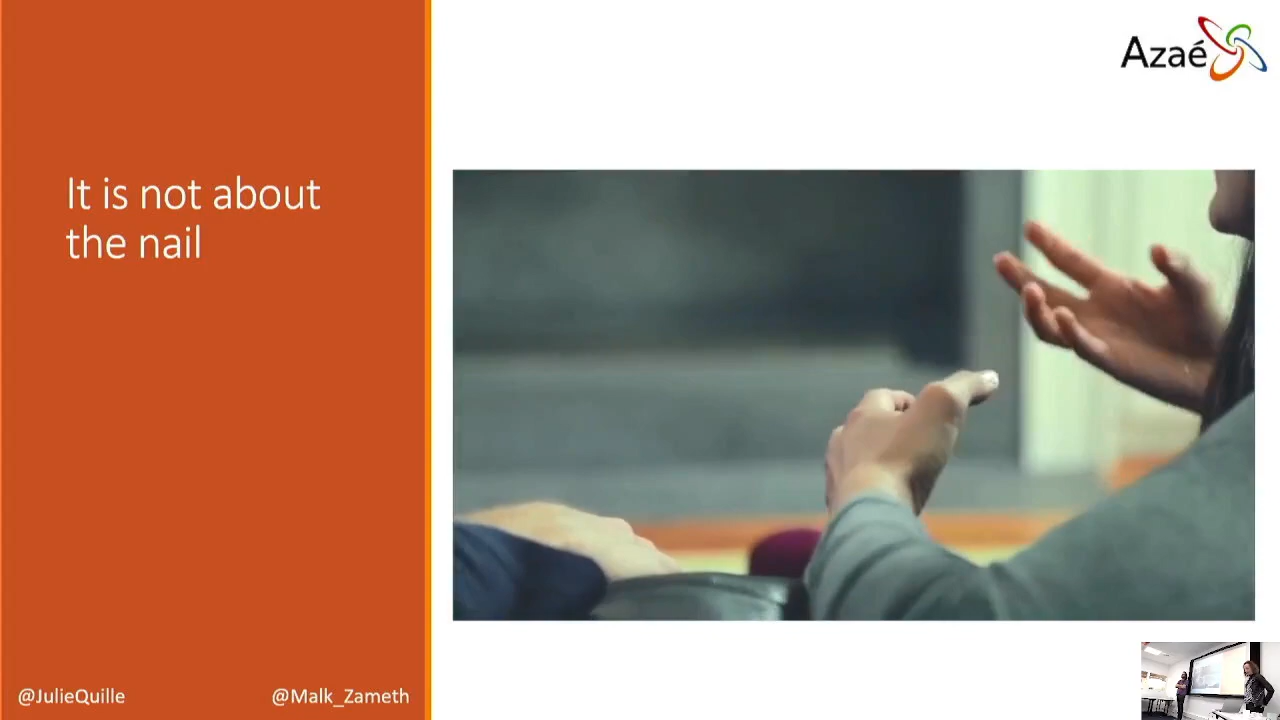 Azaé
It is not about
the nail
@JulieQuille
@Malk_Zameth